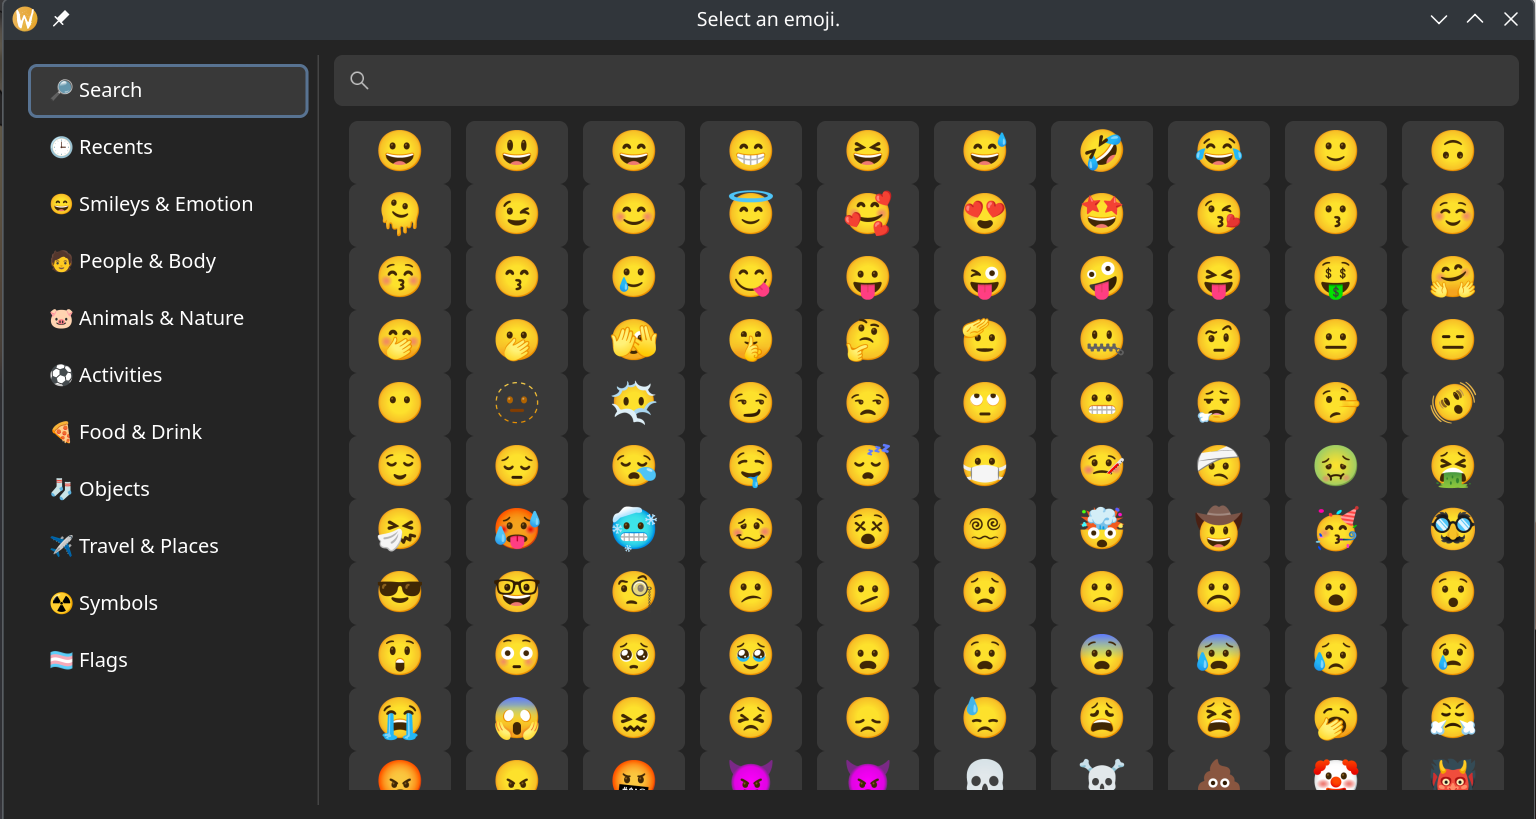 Select an emoji.
Search
Recents
Smileys & Emotion
People & Body
Animals & Nature
Activities
Food & Drink
Objects
Travel & Places
Symbols
Flags